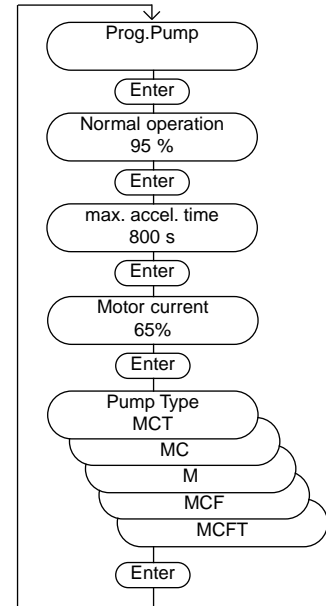 Prog.Pump
Enter
Normal operation
95 %
Enter
max. accel. time
800 s
Enter
Motor current
65%
Enter
Pump Type
MCT
MC
M
MCF
MCFT
Enter